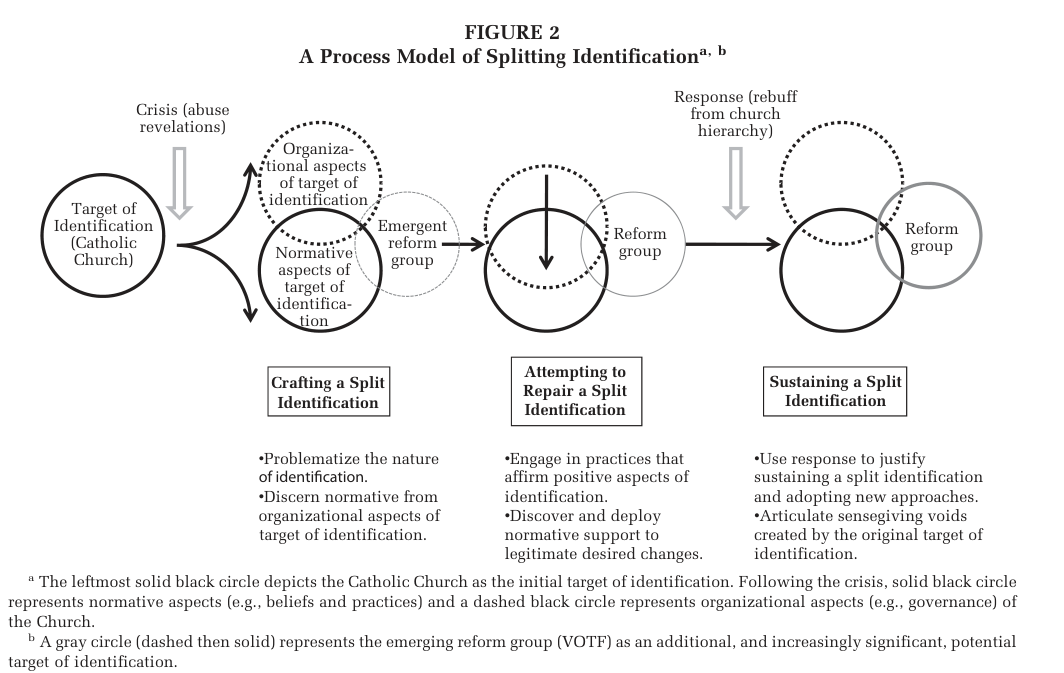 FIGURE 2
A Process Model of Splitting Identificationa, b
Crisis (abuse
revelations)
Response (rebuff
from church
hierarchy)
Target of
Identification
(Catholic
Church)
Organiza-
tional aspects
of target of
identification
Normative
aspects of
target of
identifica-
tion
Emergent
reform
group
Reform
group
Reform
group
Crafting a Split
Identification
Attempting to
Repair a Split
Identification
Sustaining a Split
Identification
•Problematize the nature
of identification.
•Discern normative from
organizational aspects of
target of identification.
•Engage in practices that
affirm positive aspects of
identification.
•Discover and deploy
normative support to
legitimate desired changes.
•Use response to justify
sustaining a split identification
and adopting new approaches.
•Articulate sensegiving voids
created by the original target of
identification.
a The leftmost solid black circle depicts the Catholic Church as the initial target of identification. Following the crisis, solid black circle
represents normative aspects (e.g., beliefs and practices) and a dashed black circle represents organizational aspects (e.g., governance) of
the Church.
b A gray circle (dashed then solid) represents the emerging reform group (VOTF) as an additional, and increasingly significant, potential
target of identification.